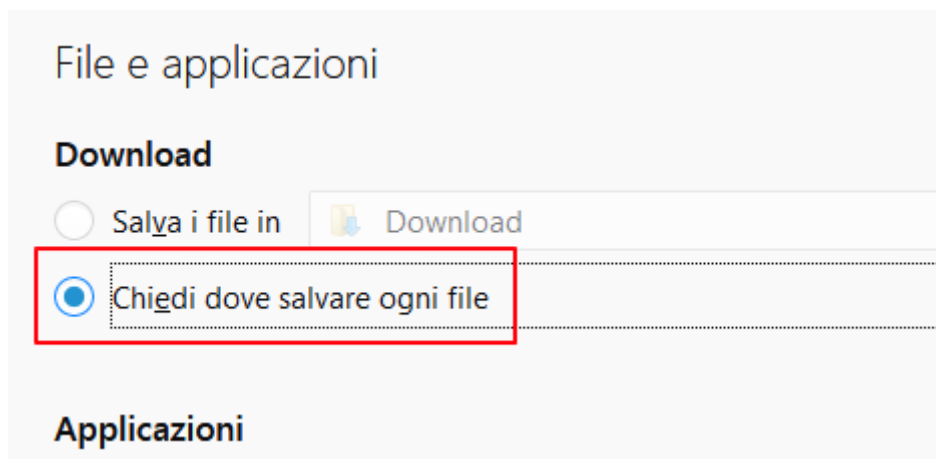 File e applicazioni
Download
Salva i file in Download
Chiedi dove salvare ogni file
Applicazioni